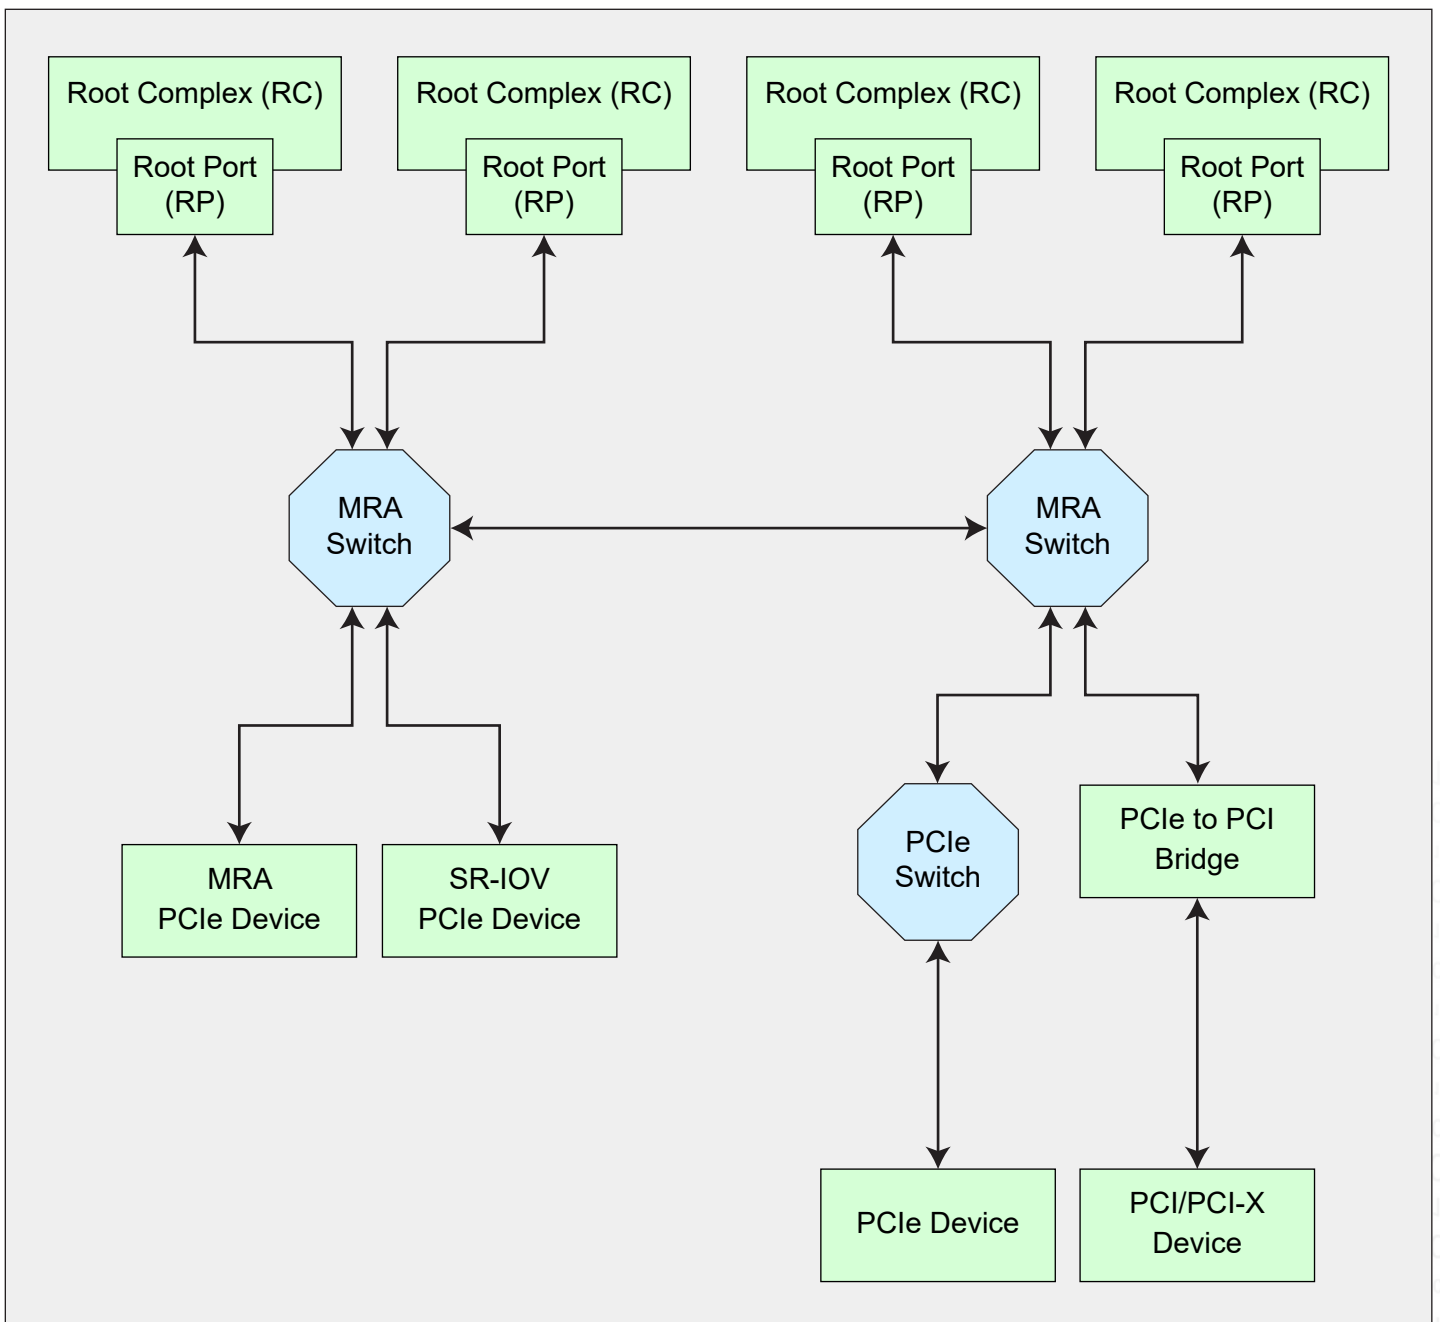 Root Complex (RC)
Root Port
(RP)
Root Complex (RC)
Root Port
(RP)
Root Complex (RC)
Root Port
(RP)
Root Complex (RC)
Root Port
(RP)
MRA
Switch
MRA
Switch
MRA
PCIe Device
SR-IOV
PCIe Device
PCIe
Switch
PCIe to PCI
Bridge
PCIe Device
PCI/PCI-X
Device